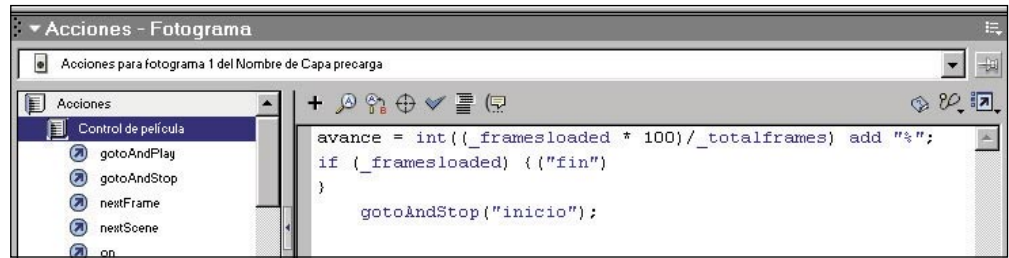 Acciones - Fotograma
Acciones para fotograma 1 del Nombre de Capa precarga
Acciones
Control de película
gotoAndPlay
gotoAndStop
nextFrame
nextScene
on
avance = int((_framesloaded * 100)/_totalframes) add "%";
if (_framesloaded) {("fin")
}
gotoAndStop("inicio");